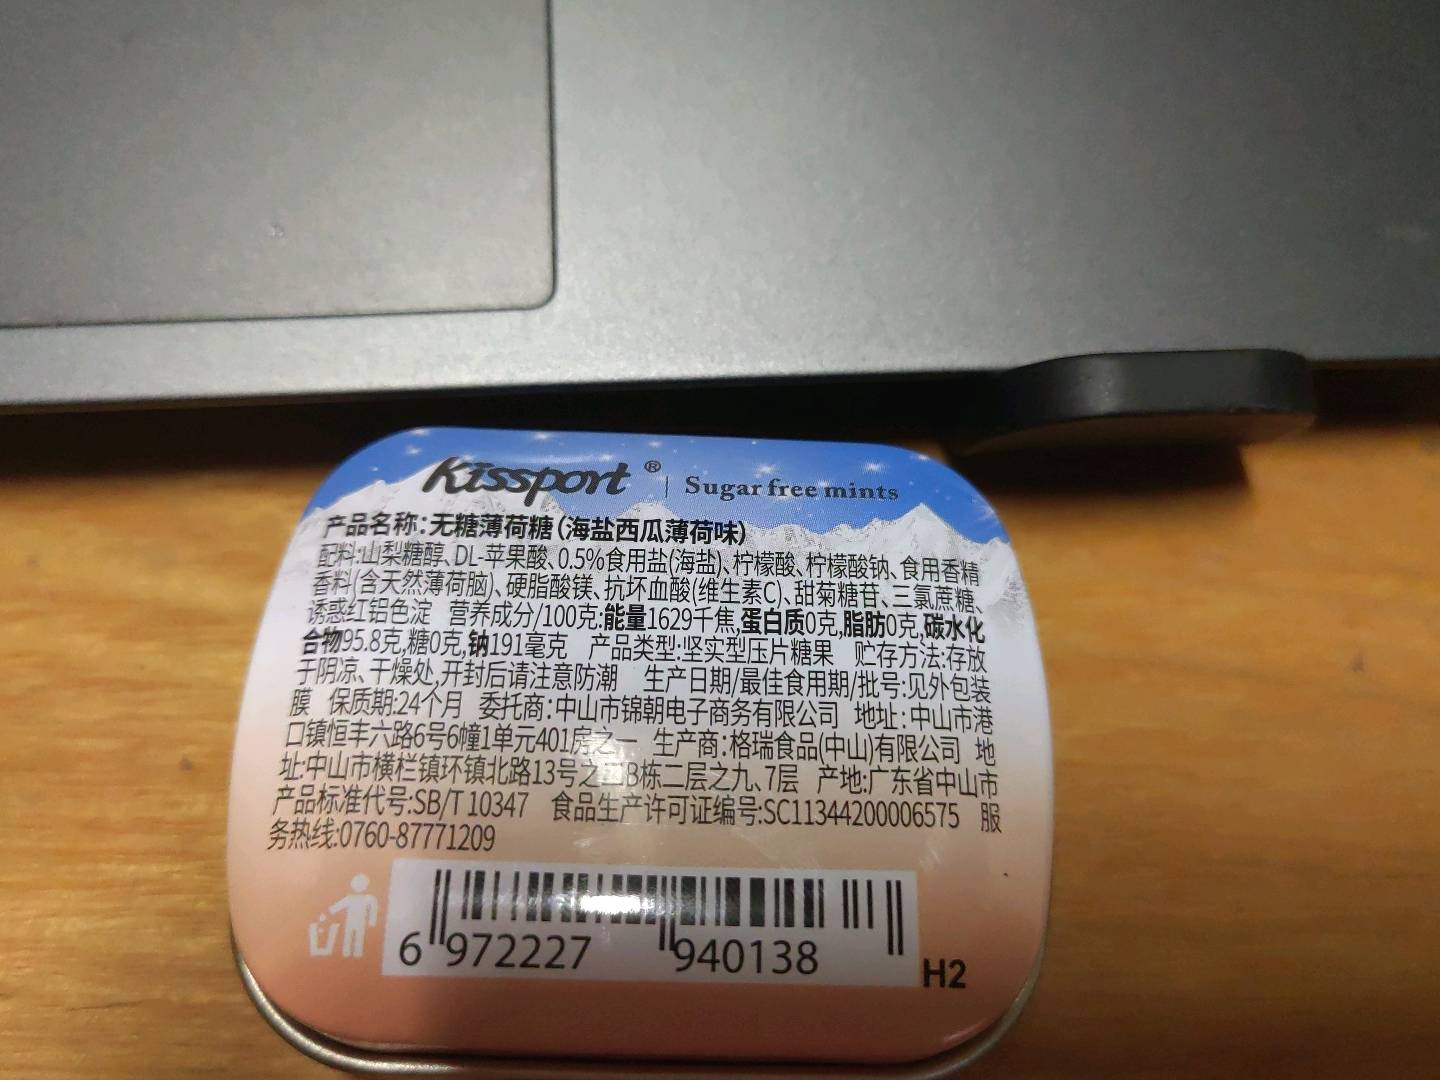 Kissport® | Sugar free mints
产品名称:无糖薄荷糖(海盐西瓜薄荷味)
配料:山梨糖醇、DL-苹果酸、0.5%食用盐(海盐)、柠檬酸、柠檬酸钠、食用香精
香料(含天然薄荷脑)、硬脂酸镁、抗坏血酸(维生素C)、甜菊糖苷、三氯蔗糖、
诱惑红铝色淀 营养成分/100克:能量1629千焦,蛋白质0克,脂肪0克,碳水化
合物95.8克,糖0克,钠191毫克 产品类型:坚实型压片糖果 贮存方法:存放
于阴凉、干燥处,开封后请注意防潮 生产日期/最佳食用期/批号:见外包装
膜 保质期:24个月 委托商:中山市锦朝电子商务有限公司 地址:中山市港
口镇恒丰六路6号6幢1单元401房之一 生产商:格瑞食品(中山)有限公司 地
址:中山市横栏镇环镇北路13号之 B栋二层之九、7层 产地:广东省中山市
产品标准代号:SB/T 10347 食品生产许可证编号:SC11344200006575 服
务热线:0760-87771209
6 972227 940138
H2